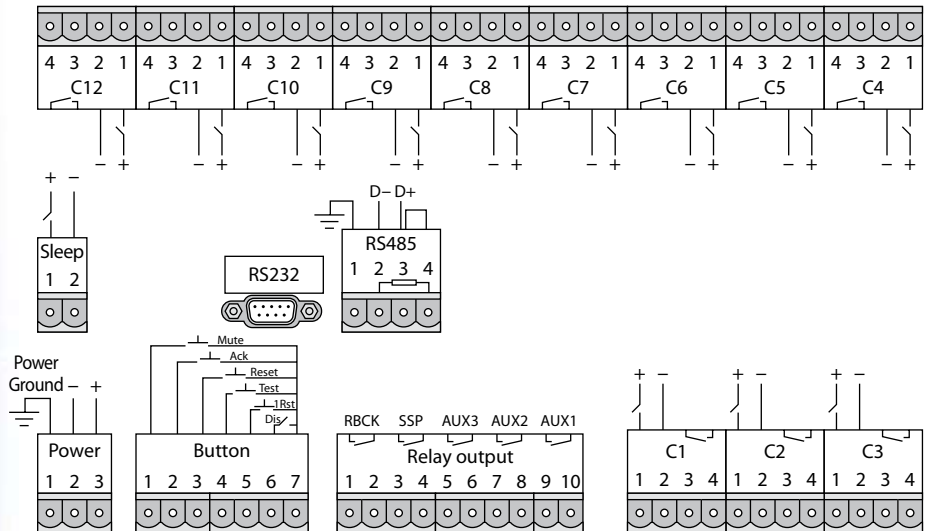 4 3 2 1 4 3 2 1 4 3 2 1 4 3 2 1 4 3 2 1 4 3 2 1 4 3 2 1 4 3 2 1 4 3 2 1
C12 C11 C10 C9 C8 C7 C6 C5 C4
− + − + − + − + − + − + − + − + − +
+ −
Sleep
1 2
RS232
D− D+
RS485
1 2 3 4
Power
Ground − +
Power
1 2 3
Mute
Ack
Reset
Test
1Rst
Dis
Button
1 2 3 4 5 6 7
RBCK SSP AUX3 AUX2 AUX1
Relay output
1 2 3 4 5 6 7 8 9 10
+ − + − + −
C1 C2 C3
1 2 3 4 1 2 3 4 1 2 3 4